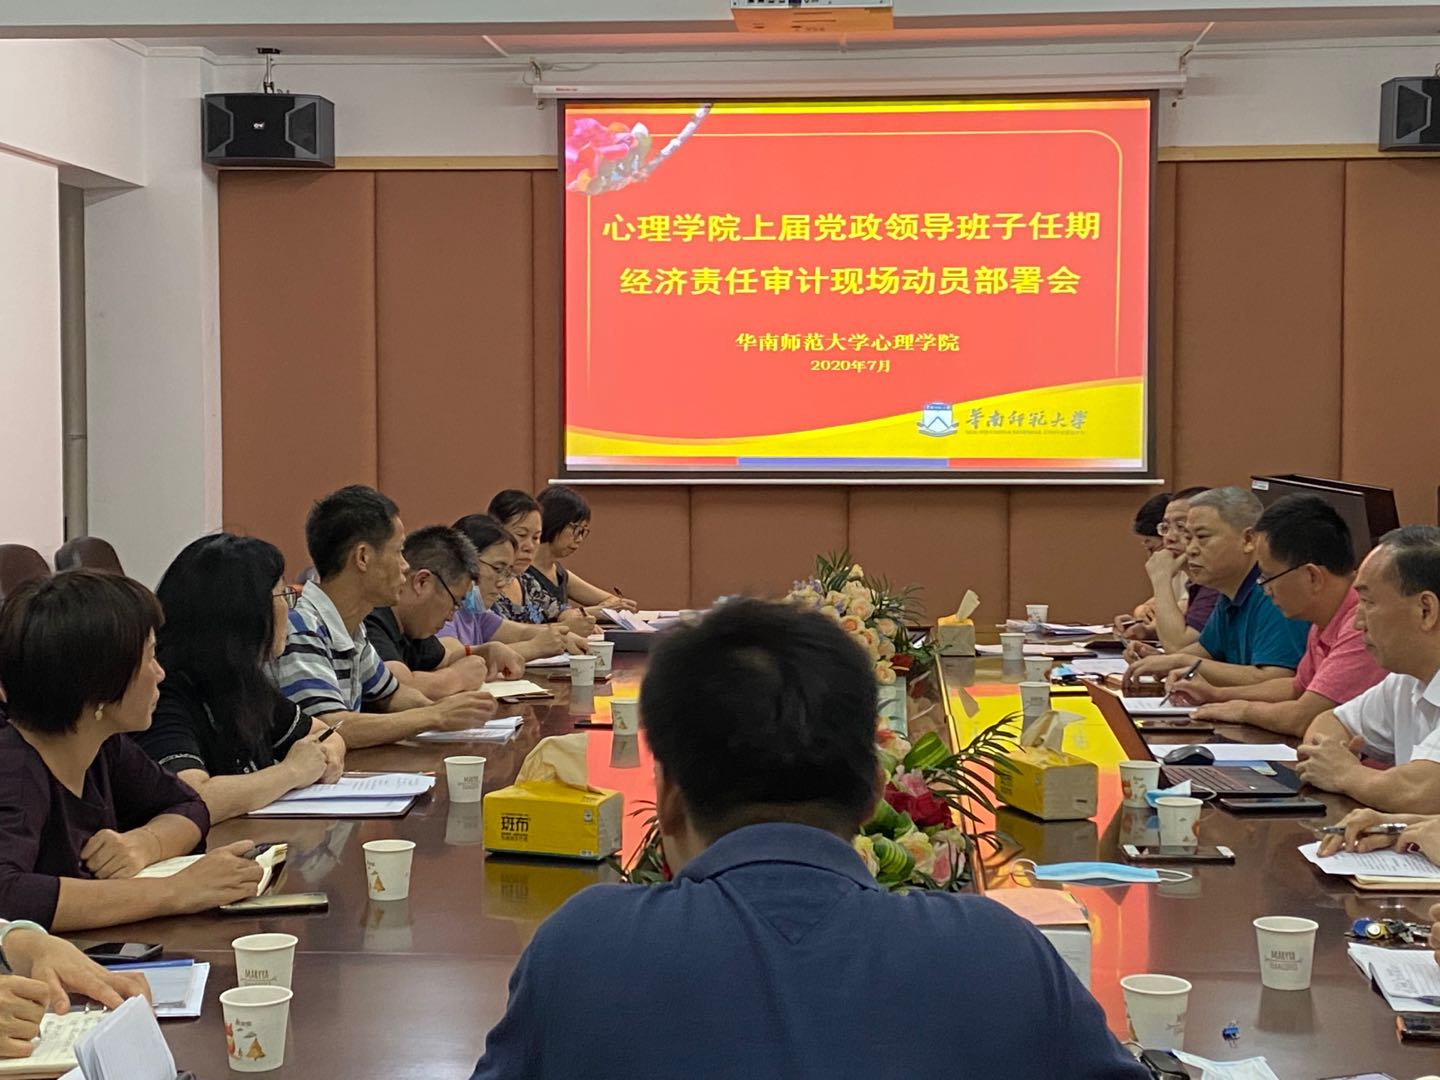 心理学院上届党政领导班子任期
经济责任审计现场动员部署会
华南师范大学心理学院
2020年7月
華南师范大学
班布
MAILYA